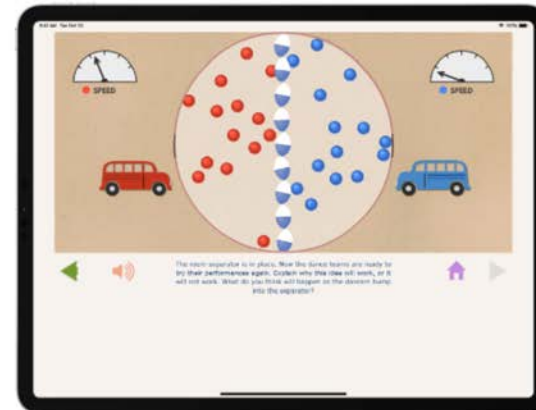 SPEED
SPEED
The room separator is in place. Now the dance teams are ready to
try their performances again. Explain why this idea will work, or it
will not work. What do you think will happen as the dancers bump
into the separator?